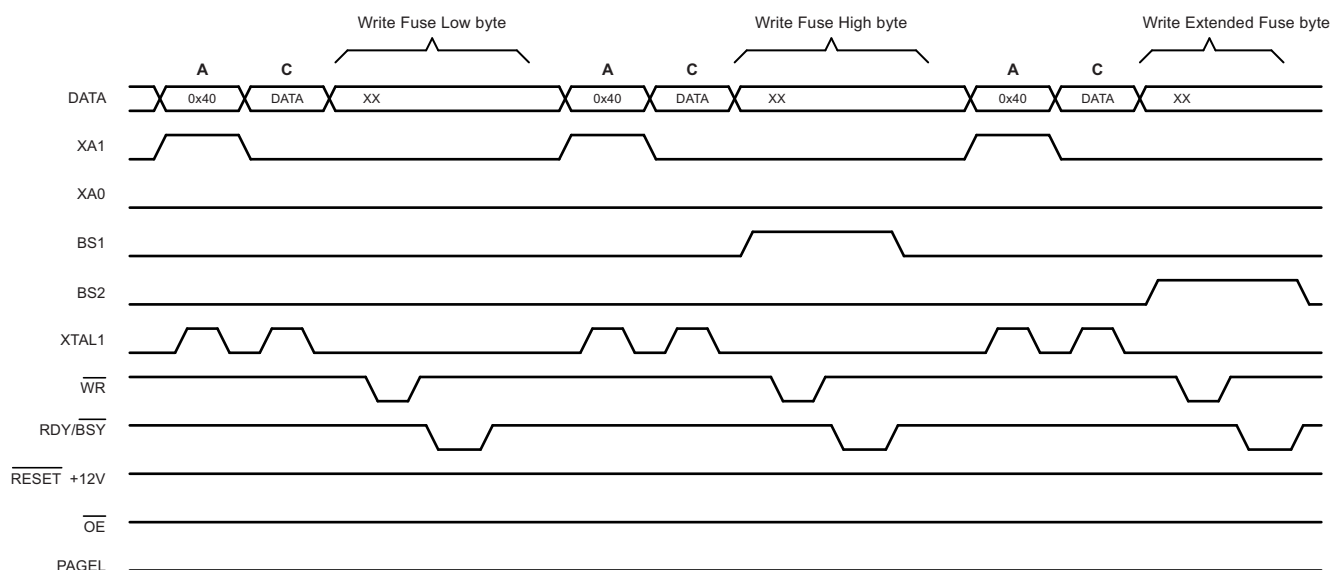 Write Fuse Low byte Write Fuse High byte Write Extended Fuse byte
A C A C A C
DATA 0x40 DATA XX 0x40 DATA XX 0x40 DATA XX
XA1
XA0
BS1
BS2
XTAL1
WR
RDY/BSY
RESET +12V
OE
PAGEL